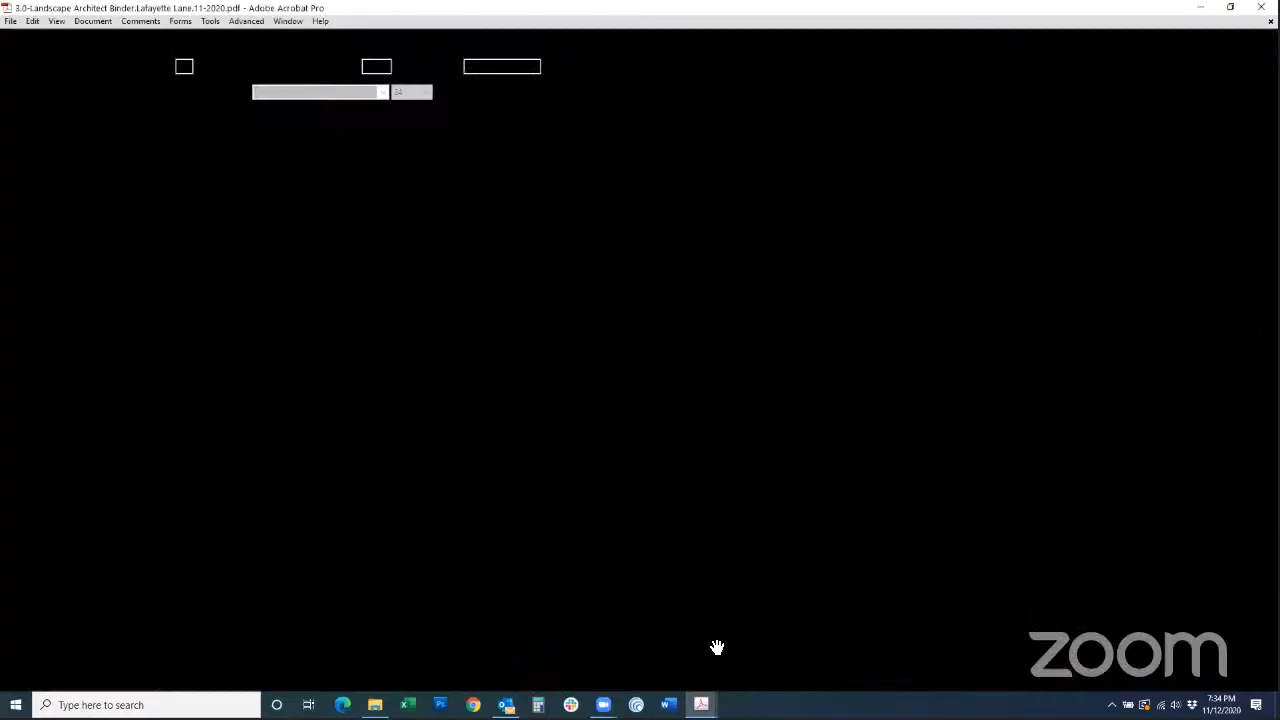 3.0-Landscape Architect Binder.Lafayette Lane.11-2020.pdf - Adobe Acrobat Pro
File Edit View Document Comments Forms Tools Advanced Window Help
24
zoom
Type here to search
7:34 PM
11/12/2020